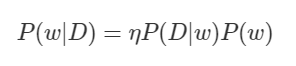 P(w|D) = ηP(D|w)P(w)